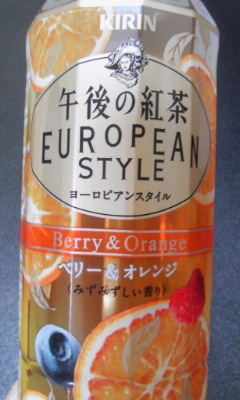 KIRIN
午後の紅茶
EUROPEAN
STYLE
ヨーロピアンスタイル
Berry & Orange
ベリー&オレンジ
〈みずみずしい香り〉